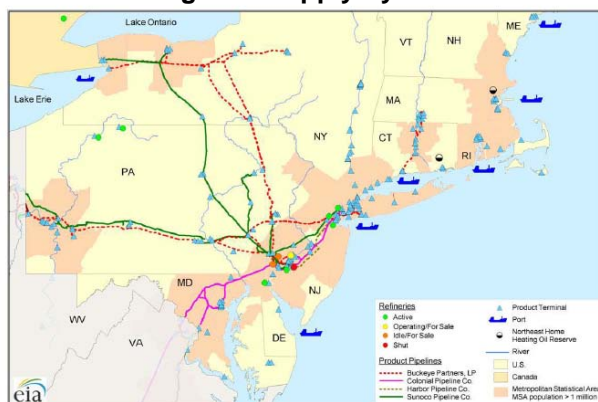 Lake Ontario
Lake Erie
ME
VT
NH
MA
NY
CT
RI
PA
MD
NJ
WV
VA
DE
Refineries
Active
Operating/For Sale
Idle/For Sale
Shut
Product Pipelines
Buckeye Partners, LP
Colonial Pipeline Co.
Harbor Pipeline Co.
Sunoco Pipeline Co.
Product Terminal
Port
Northeast Home
Heating Oil Reserve
River
U.S.
Canada
Metropolitan Statistical Area
MSA population > 1 million
eia